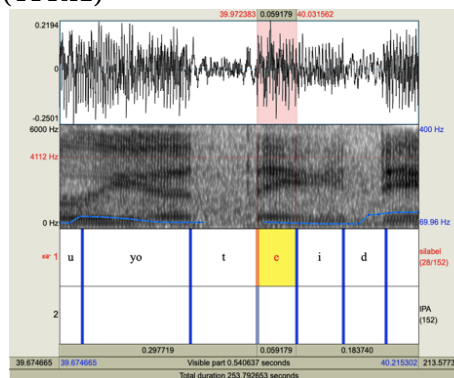 39.972383 0.059179 40.031562
0.2194
0
-0.2501
6000 Hz 400 Hz
4112 Hz
0 Hz 69.96 Hz
1 u yo t e i d silabel
(28/152)
2 IPA
(152)
0.297719 0.059179 0.183740
39.674665 39.674665 Visible part 0.540637 seconds 40.215302 213.5773
Total duration 253.792653 seconds